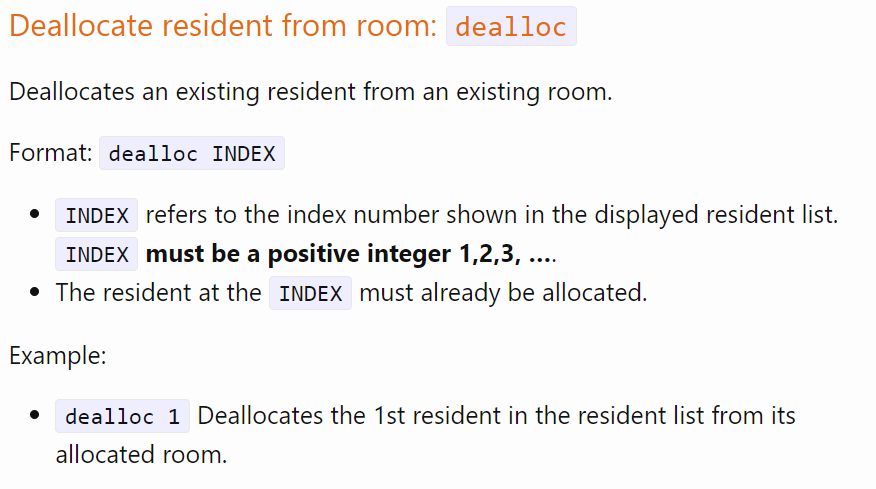 Deallocate resident from room: dealloc
Deallocates an existing resident from an existing room.
Format: dealloc INDEX
• INDEX refers to the index number shown in the displayed resident list.
INDEX must be a positive integer 1,2,3, ….
• The resident at the INDEX must already be allocated.
Example:
• dealloc 1 Deallocates the 1st resident in the resident list from its
allocated room.